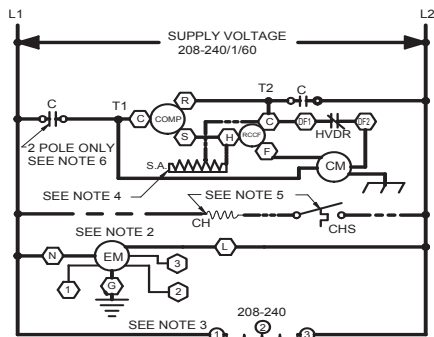 L1 L2
SUPPLY VOLTAGE
208-240/1/60
C T1 C COMP R T2 C
S H RCCF C DF1 HVDR DF2
2 POLE ONLY
SEE NOTE 6
F
S.A. CM
SEE NOTE 4 SEE NOTE 5
CH CHS
SEE NOTE 2
N EM L
3
1 G 2
208-240
SEE NOTE 3 1 2 3